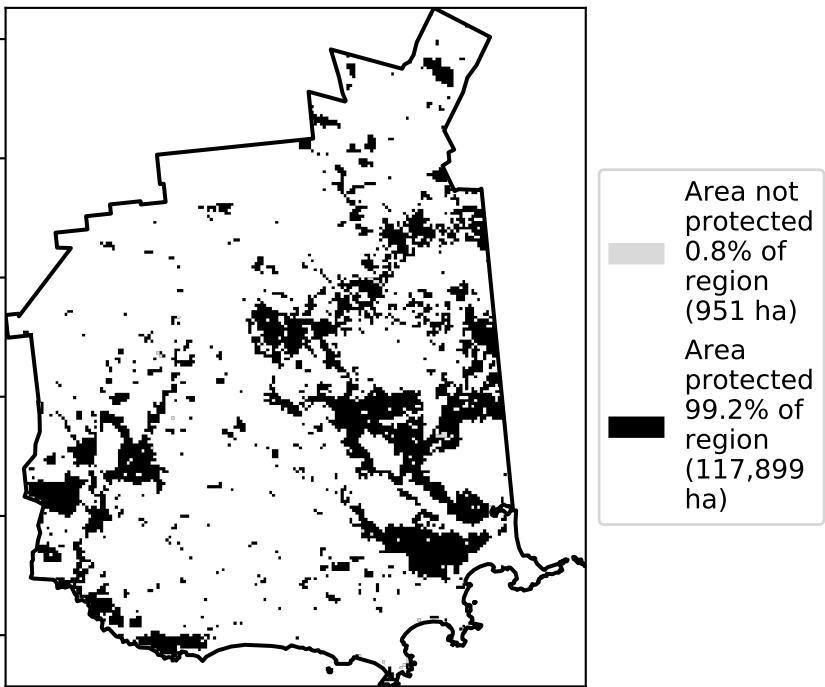 Area not
protected
0.8% of
region
(951 ha)
Area
protected
99.2% of
region
(117,899
ha)